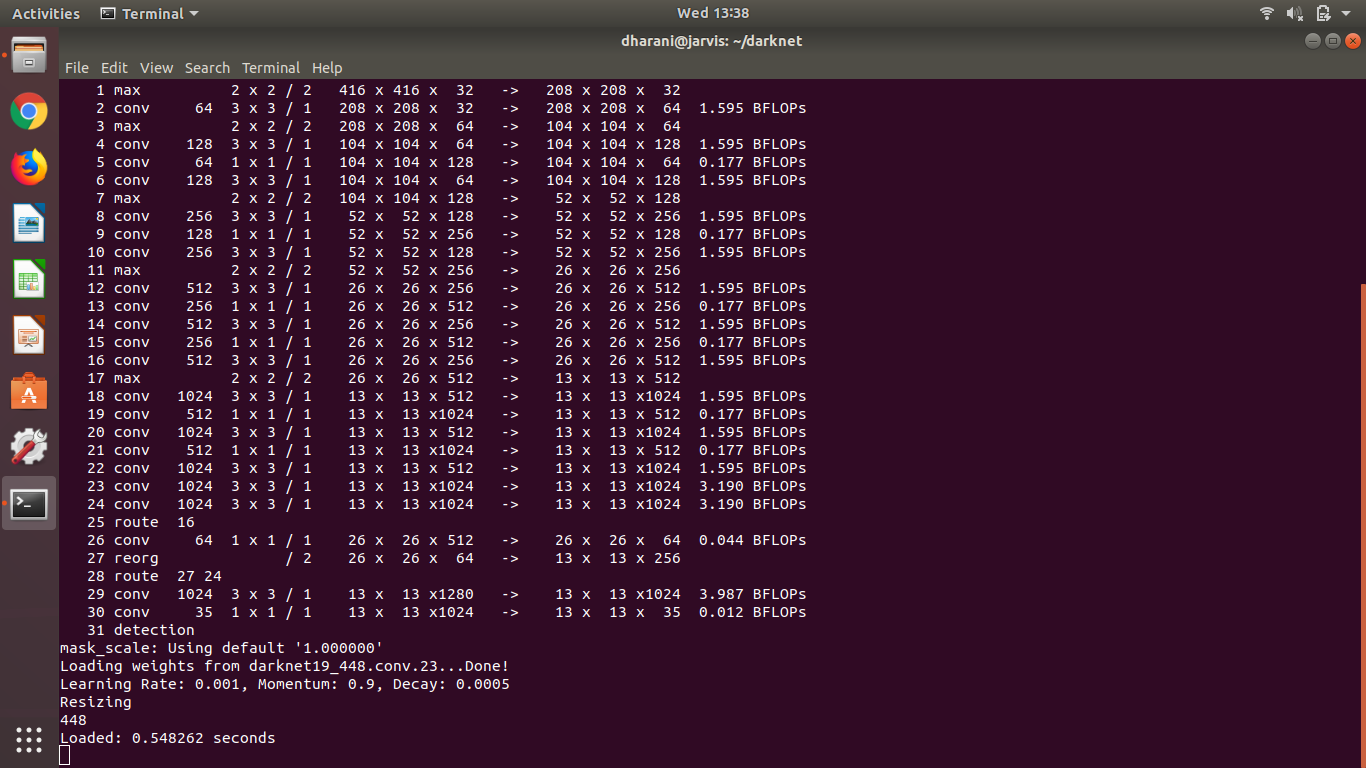 Activities Terminal Wed 13:38
dharani@jarvis: ~/darknet
File Edit View Search Terminal Help
1 max 2 x 2 / 2 416 x 416 x 32 -> 208 x 208 x 32
2 conv 64 3 x 3 / 1 208 x 208 x 32 -> 208 x 208 x 64 1.595 BFLOPs
3 max 2 x 2 / 2 208 x 208 x 64 -> 104 x 104 x 64
4 conv 128 3 x 3 / 1 104 x 104 x 64 -> 104 x 104 x 128 1.595 BFLOPs
5 conv 64 1 x 1 / 1 104 x 104 x 128 -> 104 x 104 x 64 0.177 BFLOPs
6 conv 128 3 x 3 / 1 104 x 104 x 64 -> 104 x 104 x 128 1.595 BFLOPs
7 max 2 x 2 / 2 104 x 104 x 128 -> 52 x 52 x 128
8 conv 256 3 x 3 / 1 52 x 52 x 128 -> 52 x 52 x 256 1.595 BFLOPs
9 conv 128 1 x 1 / 1 52 x 52 x 256 -> 52 x 52 x 128 0.177 BFLOPs
10 conv 256 3 x 3 / 1 52 x 52 x 128 -> 52 x 52 x 256 1.595 BFLOPs
11 max 2 x 2 / 2 52 x 52 x 256 -> 26 x 26 x 256
12 conv 512 3 x 3 / 1 26 x 26 x 256 -> 26 x 26 x 512 1.595 BFLOPs
13 conv 256 1 x 1 / 1 26 x 26 x 512 -> 26 x 26 x 256 0.177 BFLOPs
14 conv 512 3 x 3 / 1 26 x 26 x 256 -> 26 x 26 x 512 1.595 BFLOPs
15 conv 256 1 x 1 / 1 26 x 26 x 512 -> 26 x 26 x 256 0.177 BFLOPs
16 conv 512 3 x 3 / 1 26 x 26 x 256 -> 26 x 26 x 512 1.595 BFLOPs
17 max 2 x 2 / 2 26 x 26 x 512 -> 13 x 13 x 512
18 conv 1024 3 x 3 / 1 13 x 13 x 512 -> 13 x 13 x1024 1.595 BFLOPs
19 conv 512 1 x 1 / 1 13 x 13 x1024 -> 13 x 13 x 512 0.177 BFLOPs
20 conv 1024 3 x 3 / 1 13 x 13 x 512 -> 13 x 13 x1024 1.595 BFLOPs
21 conv 512 1 x 1 / 1 13 x 13 x1024 -> 13 x 13 x 512 0.177 BFLOPs
22 conv 1024 3 x 3 / 1 13 x 13 x 512 -> 13 x 13 x1024 1.595 BFLOPs
23 conv 1024 3 x 3 / 1 13 x 13 x1024 -> 13 x 13 x1024 3.190 BFLOPs
24 conv 1024 3 x 3 / 1 13 x 13 x1024 -> 13 x 13 x1024 3.190 BFLOPs
25 route 16
26 conv 64 1 x 1 / 1 26 x 26 x 512 -> 26 x 26 x 64 0.044 BFLOPs
27 reorg / 2 26 x 26 x 64 -> 13 x 13 x 256
28 route 27 24
29 conv 1024 3 x 3 / 1 13 x 13 x1280 -> 13 x 13 x1024 3.987 BFLOPs
30 conv 35 1 x 1 / 1 13 x 13 x1024 -> 13 x 13 x 35 0.012 BFLOPs
31 detection
mask_scale: Using default '1.000000'
Loading weights from darknet19_448.conv.23...Done!
Learning Rate: 0.001, Momentum: 0.9, Decay: 0.0005
Resizing
448
Loaded: 0.548262 seconds